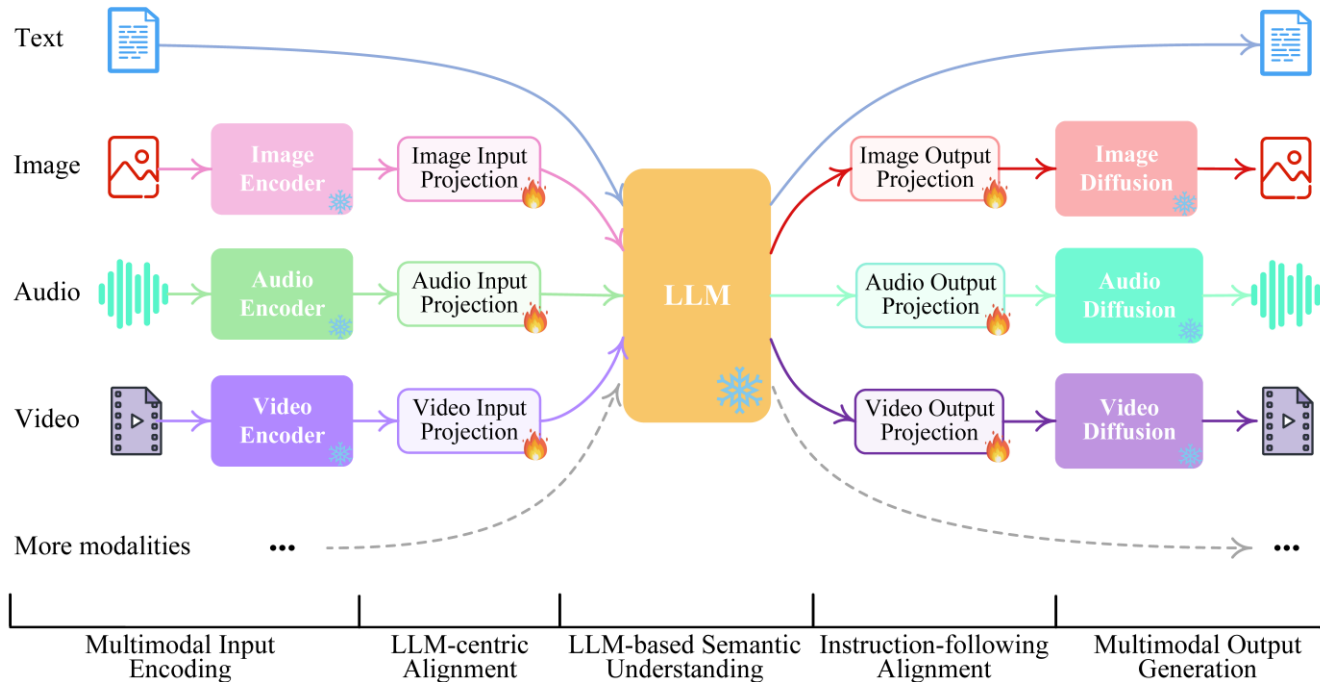 Text
Image
Image
Encoder
Image Input
Projection
Image Output
Projection
Image
Diffusion
Audio
Audio
Encoder
Audio Input
Projection
LLM
Audio Output
Projection
Audio
Diffusion
Video
Video
Encoder
Video Input
Projection
Video Output
Projection
Video
Diffusion
More modalities ...
...
Multimodal Input
Encoding
LLM-centric
Alignment
LLM-based Semantic
Understanding
Instruction-following
Alignment
Multimodal Output
Generation